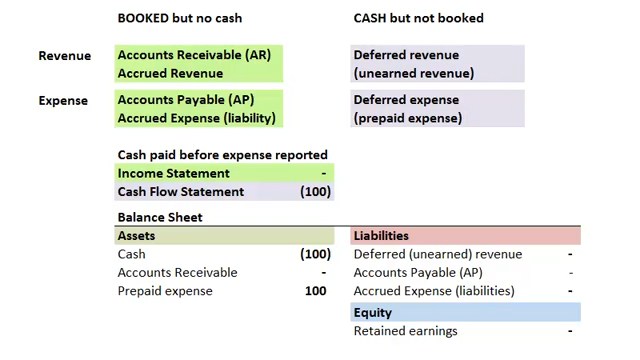 BOOKED but no cash CASH but not booked
Revenue Accounts Receivable (AR) Deferred revenue
Accrued Revenue (unearned revenue)
Expense Accounts Payable (AP) Deferred expense
Accrued Expense (liability) (prepaid expense)
Cash paid before expense reported
Income Statement -
Cash Flow Statement (100)
Balance Sheet
Assets Liabilities
Cash (100) Deferred (unearned) revenue -
Accounts Receivable - Accounts Payable (AP) -
Prepaid expense 100 Accrued Expense (liabilities) -
Equity
Retained earnings -